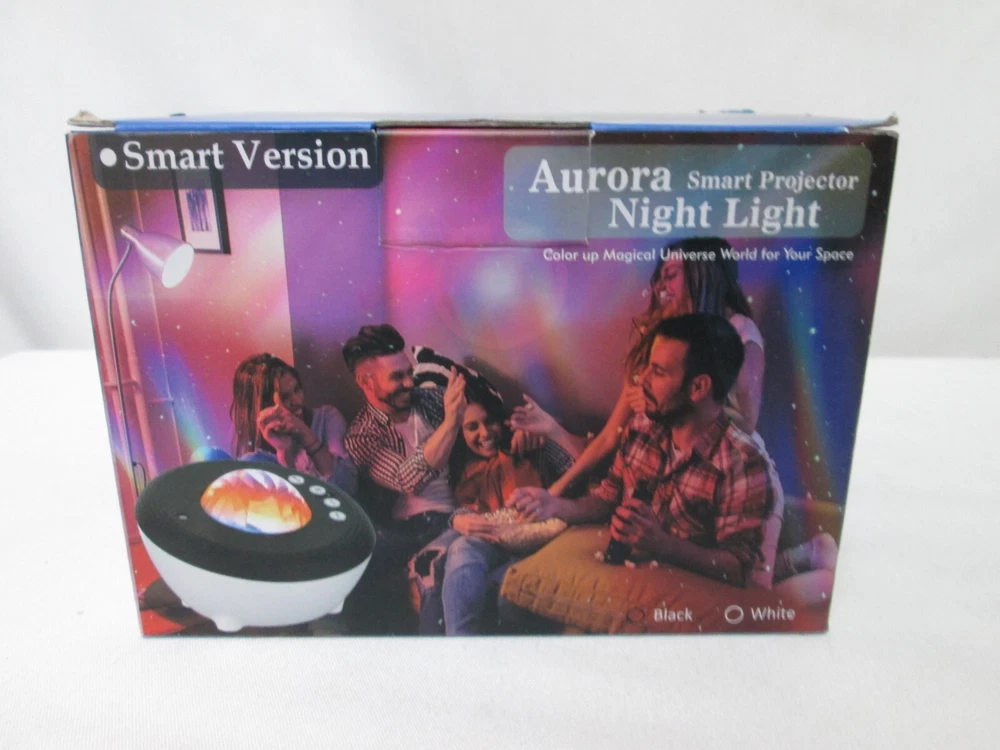 Smart Version
Aurora Smart Projector
Night Light
Color up Magical Universe World for Your Space
Black
White